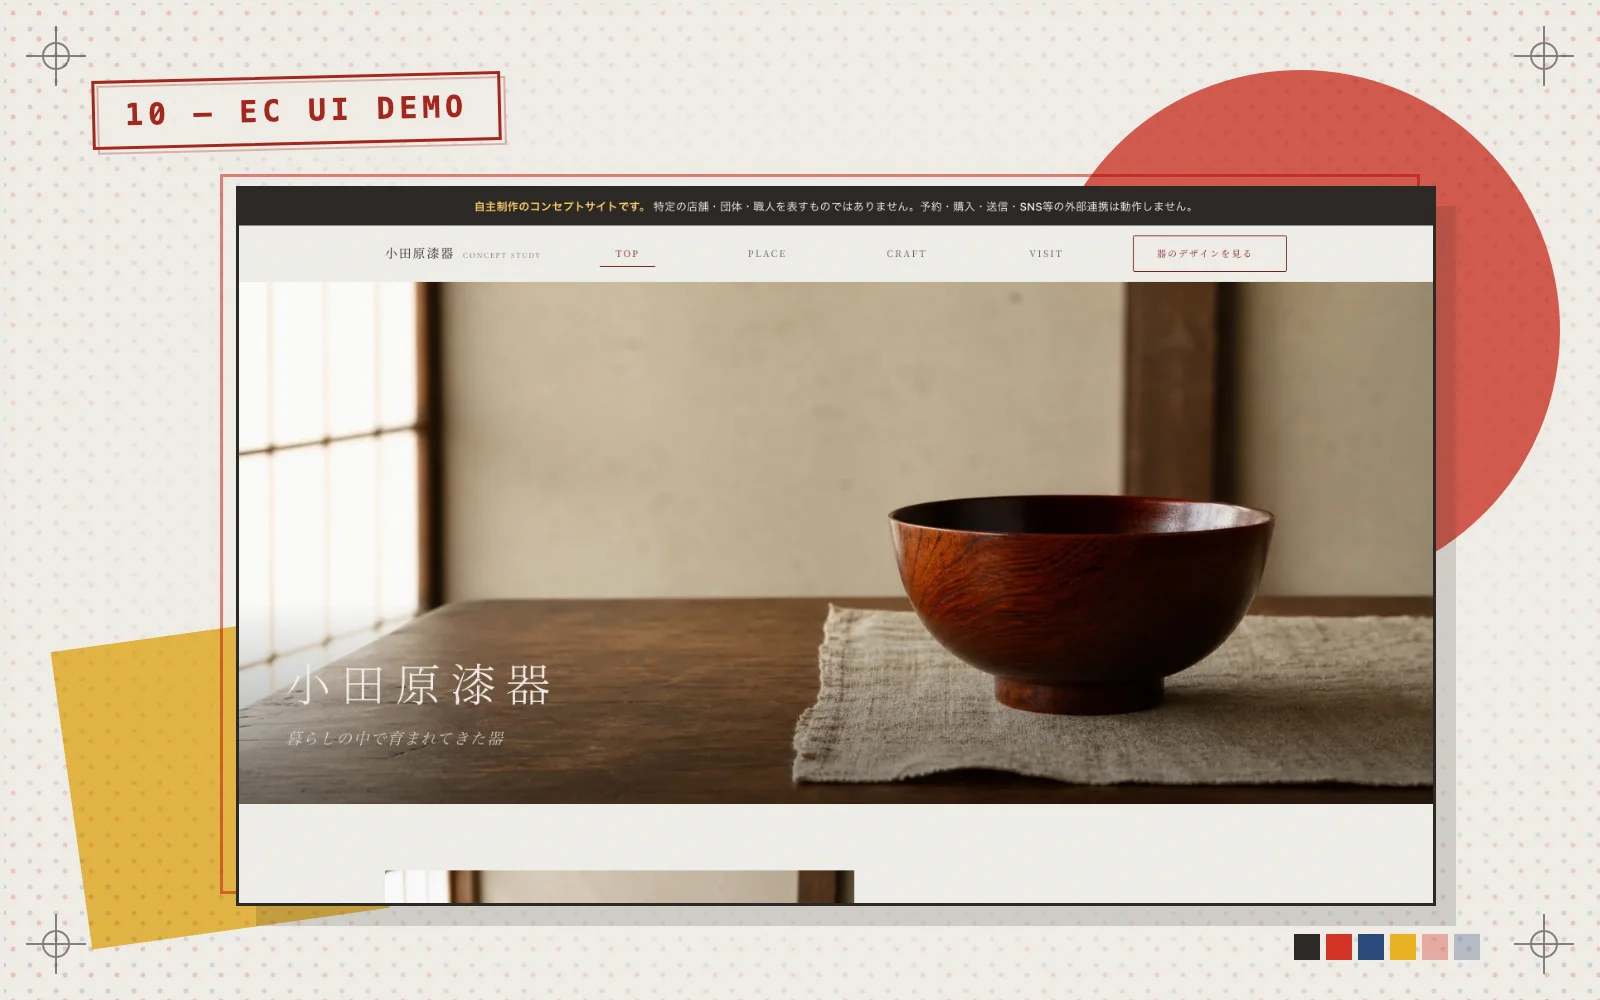 10 — EC UI DEMO
自主制作のコンセプトサイトです。 特定の店舗・団体・職人を表すものではありません。予約・購入・送信・SNS等の外部連携は動作しません。
小田原漆器 CONCEPT STUDY TOP PLACE CRAFT VISIT 器のデザインを見る
小田原漆器
暮らしの中で育まれてきた器